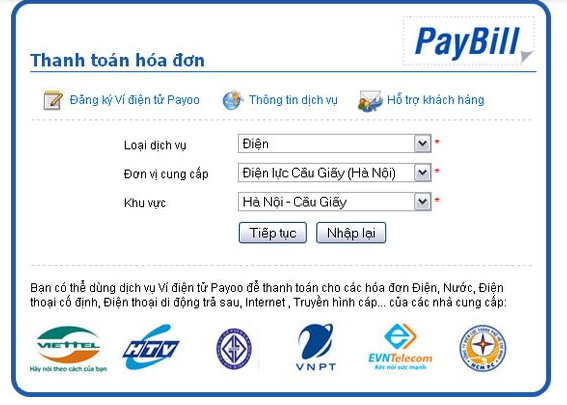 PayBill
Thanh toán hóa đơn
Đăng ký Ví điện tử Payoo Thông tin dịch vụ Hỗ trợ khách hàng
Loại dịch vụ Điện *
Đơn vị cung cấp Điện lực Cầu Giấy (Hà Nội) *
Khu vực Hà Nội - Cầu Giấy *
Tiếp tục Nhập lại
Bạn có thể dùng dịch vụ Ví điện tử Payoo để thanh toán cho các hóa đơn Điện, Nước, Điện
thoại cố định, Điện thoại di động trả sau, Internet , Truyền hình cáp... của các nhà cung cấp:
VIETTEL HTV VNPT EVNTelecom HCM PC
Hãy nói theo cách của bạn Kết nối sức mạnh